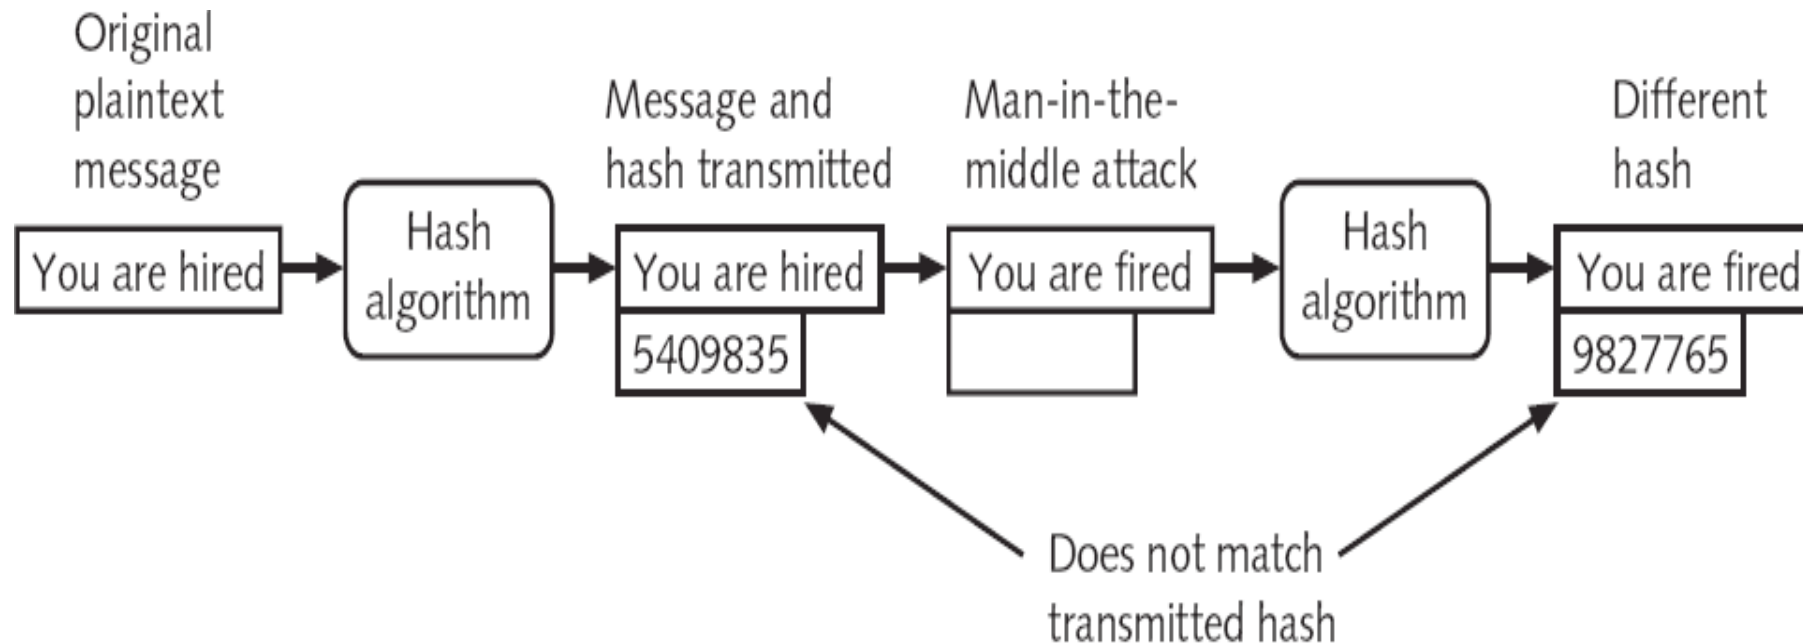 Original
plaintext
message
You are hired
Hash
algorithm
Message and
hash transmitted
You are hired
5409835
Man-in-the-
middle attack
You are fired
Hash
algorithm
Different
hash
You are fired
9827765
Does not match
transmitted hash